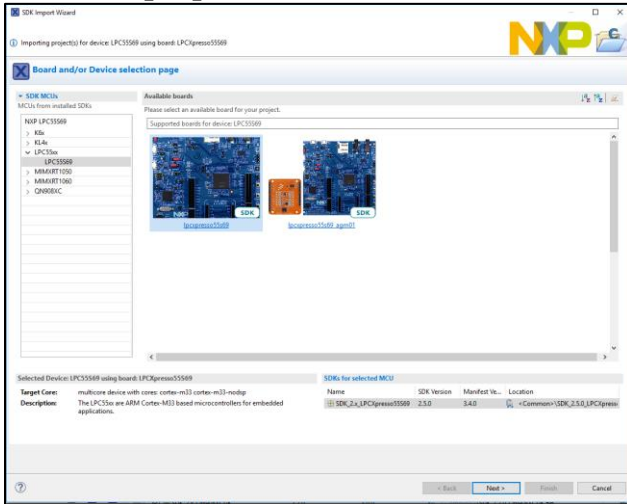 SDK Import Wizard
Importing project(s) for device: LPC55S69 using board: LPCXpresso55S69
NXP
Board and/or Device selection page
SDK MCUs
MCUs from installed SDKs
NXP LPC55S69
K8x
KL4x
LPC55xx
LPC55S69
MIMXRT1050
MIMXRT1060
QN908XC
Available boards
Please select an available board for your project.
Supported boards for device: LPC55S69
SDK
SDK
lpcxpresso55s69
lpcxpresso55s69_agm01
Selected Device: LPC55S69 using board: LPCXpresso55S69
Target Core: multicore device with cores: cortex-m33 cortex-m33-nodsp
Description: The LPC55xx are ARM Cortex-M33 based microcontrollers for embedded
applications.
SDKs for selected MCU
Name SDK Version Manifest Ve... Location
SDK_2.x_LPCXpresso55S69 2.5.0 3.4.0 <Common>\SDK_2.5.0_LPCXpress
< Back Next > Finish Cancel